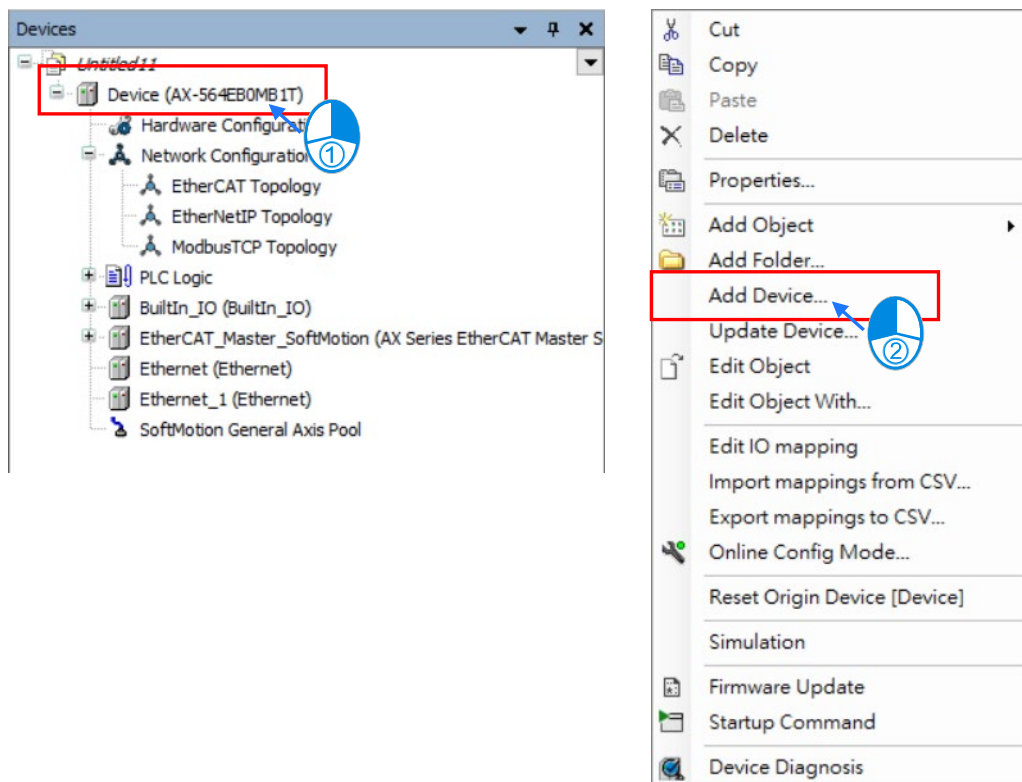 Devices
Untitled11
Device (AX-564EB0MB1T)
Hardware Configurati
①
Network Configuration
EtherCAT Topology
EtherNetIP Topology
ModbusTCP Topology
PLC Logic
BuiltIn_IO (BuiltIn_IO)
EtherCAT_Master_SoftMotion (AX Series EtherCAT Master S
Ethernet (Ethernet)
Ethernet_1 (Ethernet)
SoftMotion General Axis Pool
Cut
Copy
Paste
Delete
Properties...
Add Object
Add Folder...
Add Device...
Update Device...
②
Edit Object
Edit Object With...
Edit IO mapping
Import mappings from CSV...
Export mappings to CSV...
Online Config Mode...
Reset Origin Device [Device]
Simulation
Firmware Update
Startup Command
Device Diagnosis